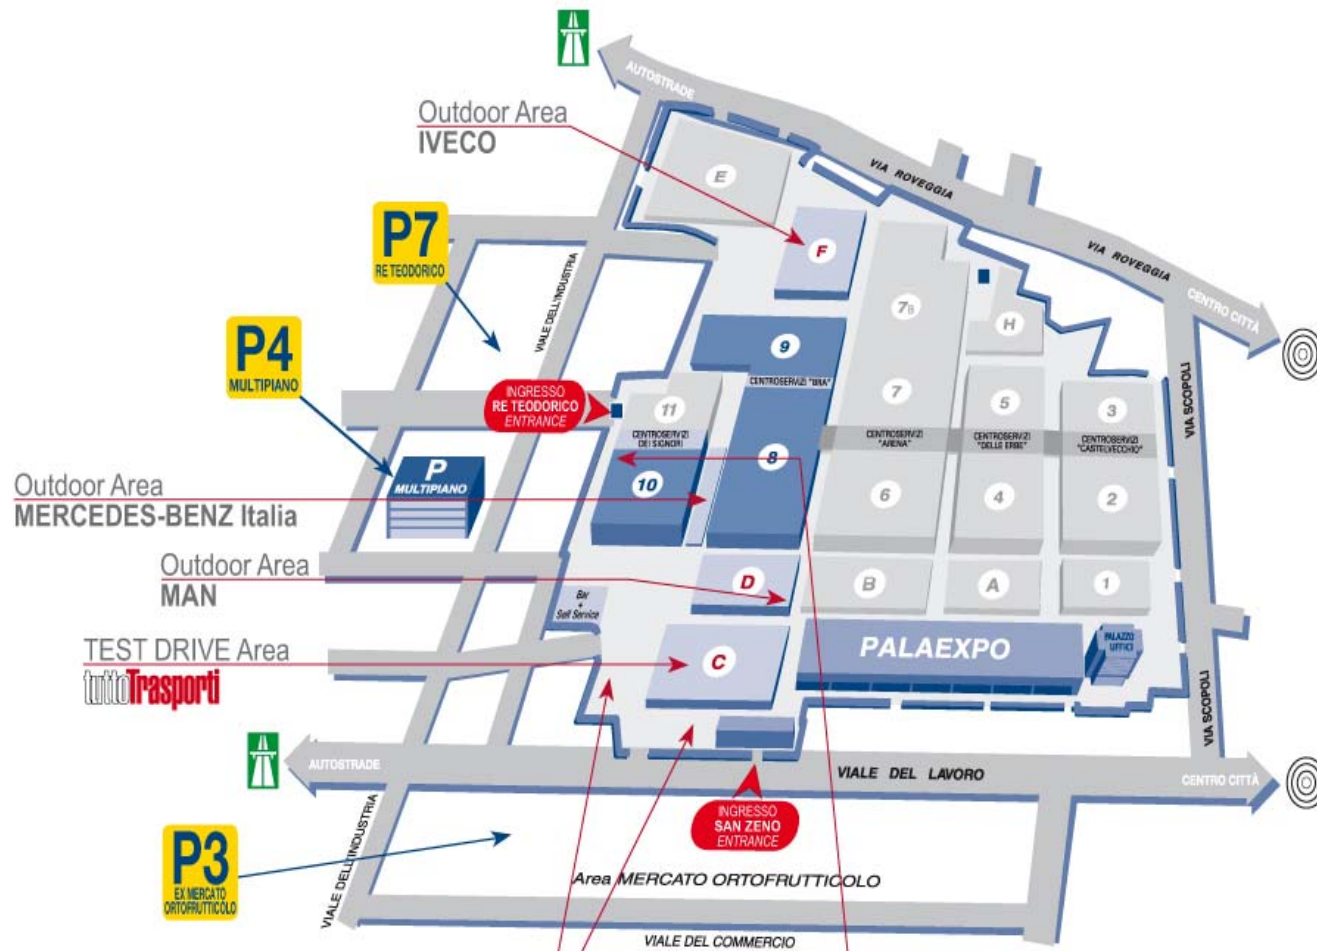 AUTOSTRADE
Outdoor Area
IVECO
VIA ROVEGGIA
E
P7
RE TEODORICO
F
VIA ROVEGGIA
VIALE DELL'INDUSTRIA
7B
CENTRO CITTÀ
P4
MULTIPIANO
H
9
CENTROSERVIZI "BRA"
INGRESSO
RE TEODORICO
ENTRANCE
11
7
5
3
VIA SCOPOLI
CENTROSERVIZI
DEI SIGNORI
CENTROSERVIZI
"ARENA"
CENTROSERVIZI
"DELLE ERBE"
CENTROSERVIZI
"CASTELVECCHIO"
8
P
MULTIPIANO
10
Outdoor Area
MERCEDES-BENZ Italia
6
4
2
Outdoor Area
MAN
D
B
A
1
Bar
+
Self Service
TEST DRIVE Area
tuttoTrasporti
C
PALAEXPO
PALAZZO
UFFICI
VIA SCOPOLI
AUTOSTRADE
VIALE DEL LAVORO
CENTRO CITTÀ
INGRESSO
SAN ZENO
ENTRANCE
P3
EX MERCATO
ORTOFRUTTICOLO
VIALE DELL'INDUSTRIA
Area MERCATO ORTOFRUTTICOLO
VIALE DEL COMMERCIO